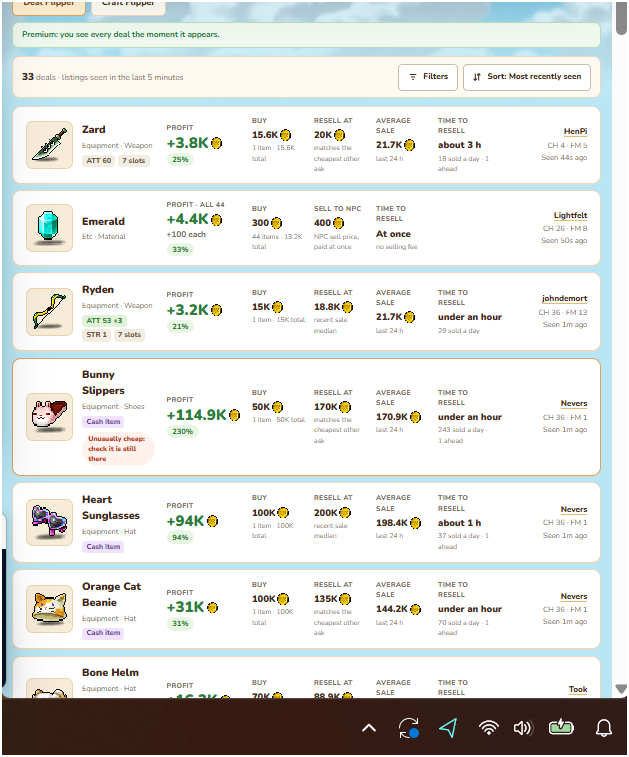 Deal Flipper Craft Flipper
Premium: you see every deal the moment it appears.
33 deals · listings seen in the last 5 minutes
Filters
Sort: Most recently seen
Zard
Equipment · Weapon
ATT 60 7 slots
PROFIT
+3.8K
25%
BUY
15.6K
1 item · 15.6K
total
RESELL AT
20K
matches the
cheapest other
ask
AVERAGE
SALE
21.7K
last 24 h
TIME TO
RESELL
about 3 h
18 sold a day · 1
ahead
HenPi
CH 4 · FM 5
Seen 44s ago
Emerald
Etc · Material
PROFIT · ALL 44
+4.4K
+100 each
33%
BUY
300
44 items · 13.2K
total
SELL TO NPC
400
NPC sell price,
paid at once
TIME TO
RESELL
At once
no selling fee
Lightfelt
CH 26 · FM 8
Seen 50s ago
Ryden
Equipment · Weapon
ATT 53 +3
STR 1 7 slots
PROFIT
+3.2K
21%
BUY
15K
1 item · 15K total
RESELL AT
18.8K
recent sale
median
AVERAGE
SALE
21.7K
last 24 h
TIME TO
RESELL
under an hour
29 sold a day
johndemort
CH 36 · FM 13
Seen 1m ago
Bunny
Slippers
Equipment · Shoes
Cash item
Unusually cheap:
check it is still
there
PROFIT
+114.9K
230%
BUY
50K
1 item · 50K total
RESELL AT
170K
matches the
cheapest other
ask
AVERAGE
SALE
170.9K
last 24 h
TIME TO
RESELL
under an hour
243 sold a day ·
1 ahead
Nevers
CH 36 · FM 1
Seen 1m ago
Heart
Sunglasses
Equipment · Hat
Cash item
PROFIT
+94K
94%
BUY
100K
1 item · 100K
total
RESELL AT
200K
recent sale
median
AVERAGE
SALE
198.4K
last 24 h
TIME TO
RESELL
about 1 h
37 sold a day · 1
ahead
Nevers
CH 36 · FM 1
Seen 1m ago
Orange Cat
Beanie
Equipment · Hat
Cash item
PROFIT
+31K
31%
BUY
100K
1 item · 100K
total
RESELL AT
135K
matches the
cheapest other
ask
AVERAGE
SALE
144.2K
last 24 h
TIME TO
RESELL
under an hour
70 sold a day · 1
ahead
Nevers
CH 36 · FM 1
Seen 1m ago
Bone Helm
Equipment · Hat
PROFIT
BUY
70K
RESELL AT
88.9K
AVERAGE
SALE
TIME TO
RESELL
Took